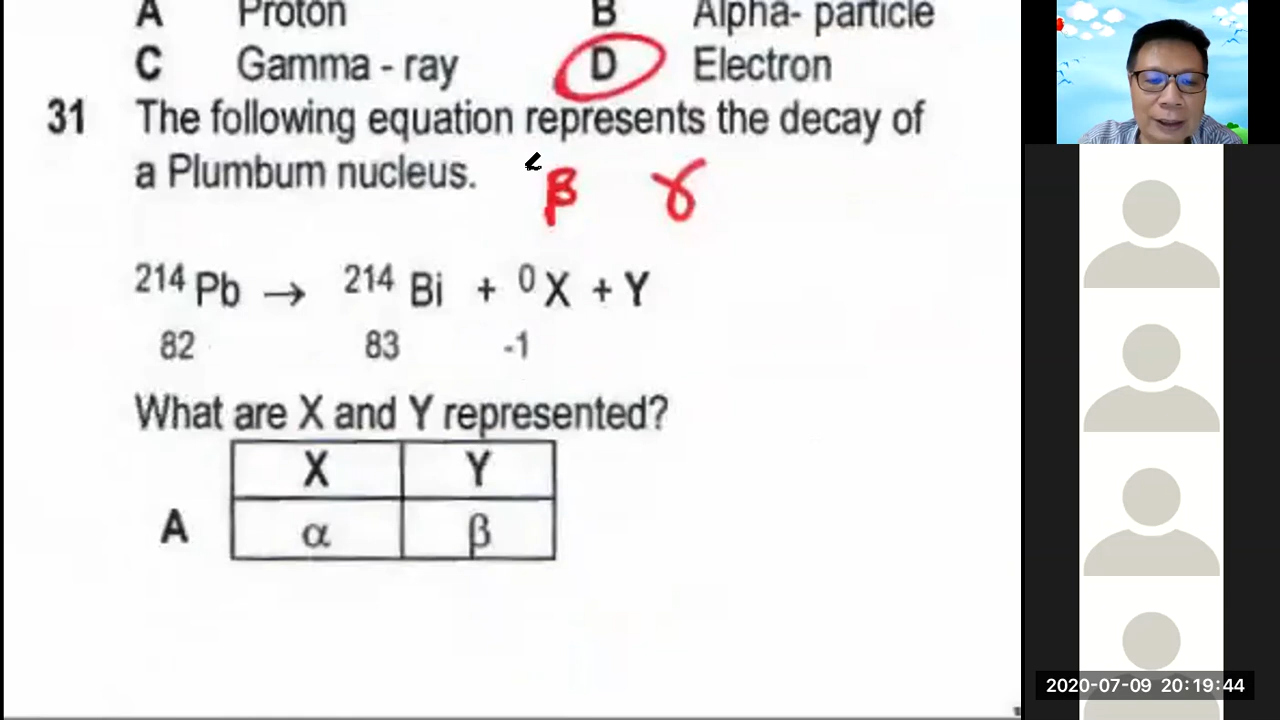 A Proton B Alpha- particle
C Gamma - ray D Electron
31 The following equation represents the decay of
a Plumbum nucleus.
β γ
214 Pb → 214 Bi + 0 X + Y
82 83 -1
What are X and Y represented?
X Y
A α β
2020-07-09 20:19:44